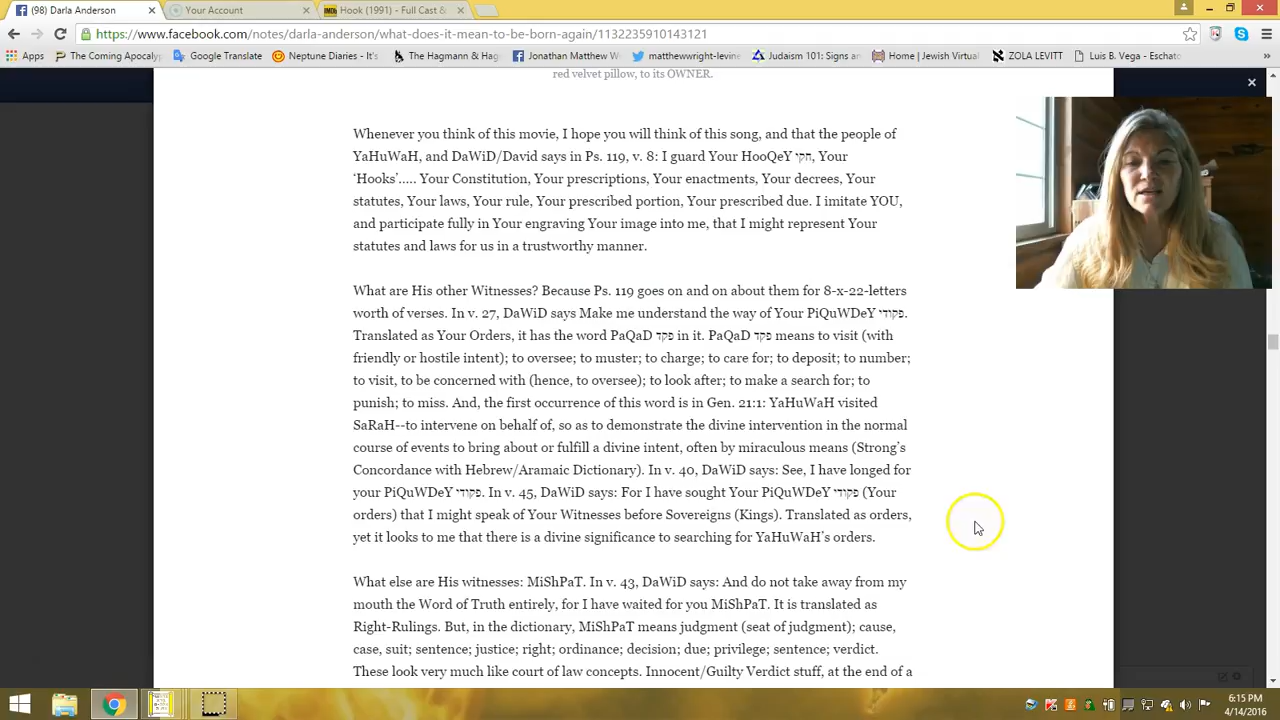 (98) Darla Anderson
Your Account
Hook (1991) - Full Cast &
https://www.facebook.com/notes/darla-anderson/what-does-it-mean-to-be-born-again/1132235910143121
Apps
The Coming Apocalyp
Google Translate
Neptune Diaries :+:
The Hagmann & Hag
Jonathan Matthew W
matthewwright-levine
Judaism 101: Signs an
Home | Jewish Virtual
ZOLA LEVITT
Luis B. Vega - Eschato
red velvet pillow, to its OWNER.
Whenever you think of this movie, I hope you will think of this song, and that the people of
YaHuWaH, and DaWiD/David says in Ps. 119, v. 8: I guard Your HooQeY חקי, Your
‘Hooks’….. Your Constitution, Your prescriptions, Your enactments, Your decrees, Your
statutes, Your laws, Your rule, Your prescribed portion, Your prescribed due. I imitate YOU,
and participate fully in Your engraving Your image into me, that I might represent Your
statutes and laws for us in a trustworthy manner.
What are His other Witnesses? Because Ps. 119 goes on and on about them for 8-x-22-letters
worth of verses. In v. 27, DaWiD says Make me understand the way of Your PiQuWDeY פקודי.
Translated as Your Orders, it has the word PaQaD פקד in it. PaQaD פקד means to visit (with
friendly or hostile intent); to oversee; to muster; to charge; to care for; to deposit; to number;
to visit, to be concerned with (hence, to oversee); to look after; to make a search for; to
punish; to miss. And, the first occurrence of this word is in Gen. 21:1: YaHuWaH visited
SaRaH--to intervene on behalf of, so as to demonstrate the divine intervention in the normal
course of events to bring about or fulfill a divine intent, often by miraculous means (Strong’s
Concordance with Hebrew/Aramaic Dictionary). In v. 40, DaWiD says: See, I have longed for
your PiQuWDeY פקודי. In v. 45, DaWiD says: For I have sought Your PiQuWDeY פקודי (Your
orders) that I might speak of Your Witnesses before Sovereigns (Kings). Translated as orders,
yet it looks to me that there is a divine significance to searching for YaHuWaH’s orders.
What else are His witnesses: MiShPaT. In v. 43, DaWiD says: And do not take away from my
mouth the Word of Truth entirely, for I have waited for you MiShPaT. It is translated as
Right-Rulings. But, in the dictionary, MiShPaT means judgment (seat of judgment); cause,
case, suit; sentence; justice; right; ordinance; decision; due; privilege; sentence; verdict.
These look very much like court of law concepts. Innocent/Guilty Verdict stuff, at the end of a
6:15 PM
4/14/2016